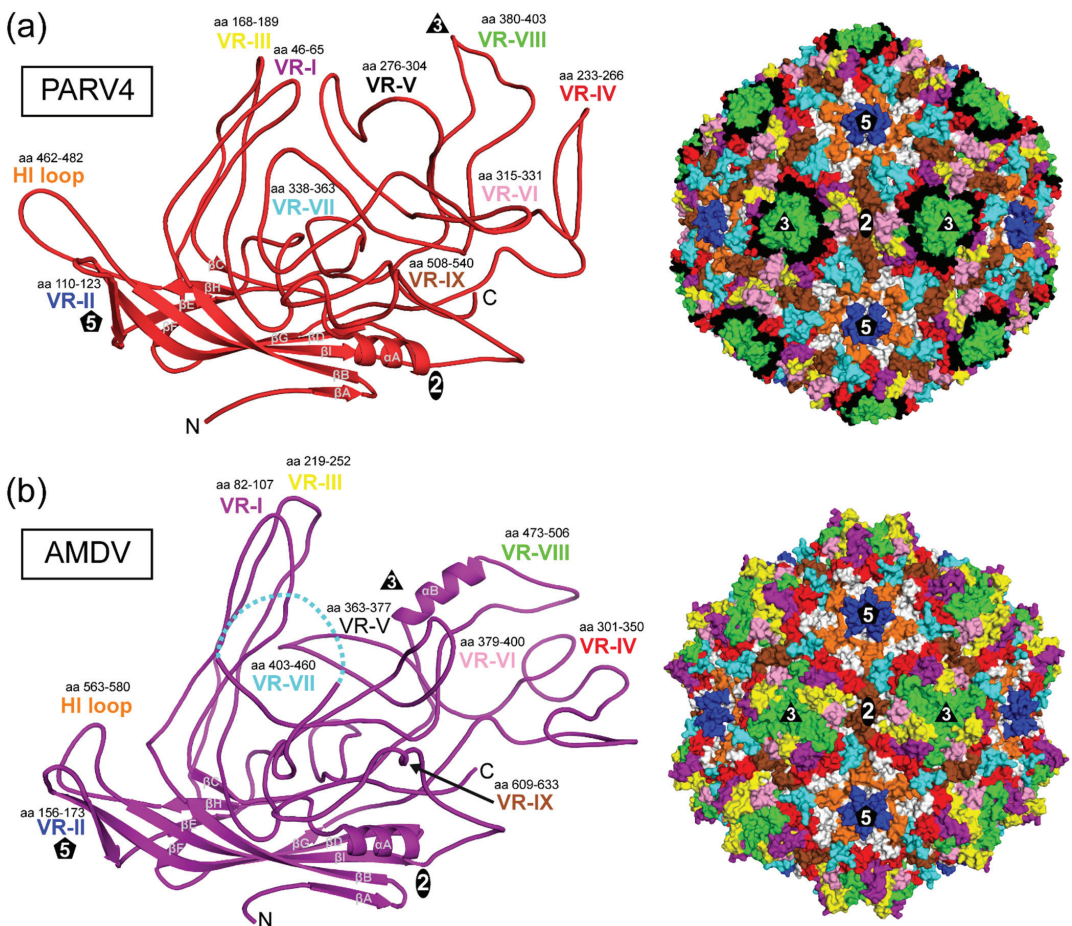 (a)
PARV4
aa 168-189
VR-III
aa 46-65
VR-I
aa 276-304
VR-V
3
aa 380-403
VR-VIII
aa 233-266
VR-IV
aa 462-482
HI loop
aa 338-363
VR-VII
aa 315-331
VR-VI
aa 508-540
VR-IX
C
aa 110-123
VR-II
5
βC
βH
βE
βF
βG
βD
βI
αA
βB
βA
2
N
5
3
2
3
5
(b)
AMDV
aa 219-252
VR-III
aa 82-107
VR-I
aa 473-506
VR-VIII
3
αB
aa 363-377
VR-V
aa 379-400
VR-VI
aa 301-350
VR-IV
aa 403-460
VR-VII
aa 563-580
HI loop
C
aa 609-633
VR-IX
aa 156-173
VR-II
5
βC
βH
βE
βF
βG
βD
βI
αA
βB
βA
2
N
5
3
2
3
5